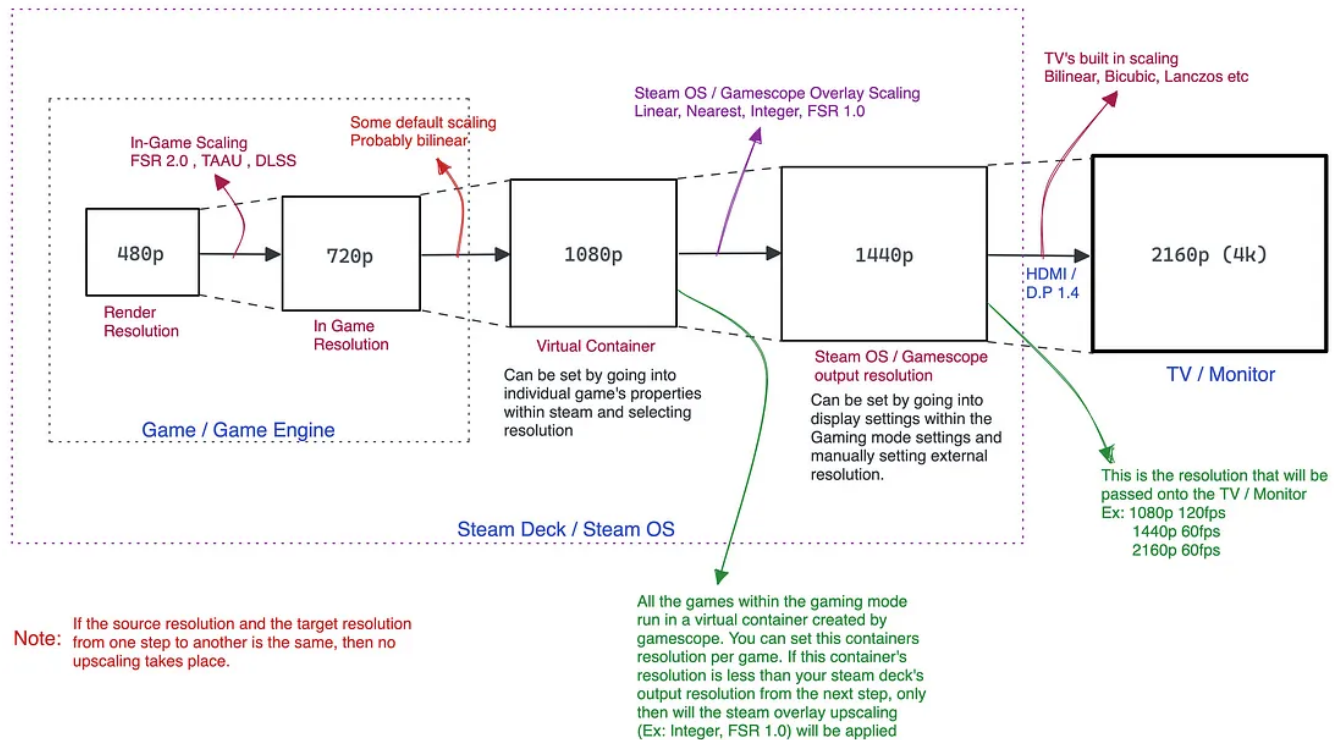 TV's built in scaling
Bilinear, Bicubic, Lanczos etc
Steam OS / Gamescope Overlay Scaling
Linear, Nearest, Integer, FSR 1.0
Some default scaling
Probably bilinear
In-Game Scaling
FSR 2.0 , TAAU , DLSS
480p
720p
1080p
1440p
2160p (4k)
HDMI /
D.P 1.4
Render
Resolution
In Game
Resolution
Virtual Container
Can be set by going into
individual game's properties
within steam and selecting
resolution
Steam OS / Gamescope
output resolution
Can be set by going into
display settings within the
Gaming mode settings and
manually setting external
resolution.
TV / Monitor
Game / Game Engine
Steam Deck / Steam OS
This is the resolution that will be
passed onto the TV / Monitor
Ex: 1080p 120fps
1440p 60fps
2160p 60fps
Note: If the source resolution and the target resolution
from one step to another is the same, then no
upscaling takes place.
All the games within the gaming mode
run in a virtual container created by
gamescope. You can set this containers
resolution per game. If this container's
resolution is less than your steam deck's
output resolution from the next step, only
then will the steam overlay upscaling
(Ex: Integer, FSR 1.0) will be applied